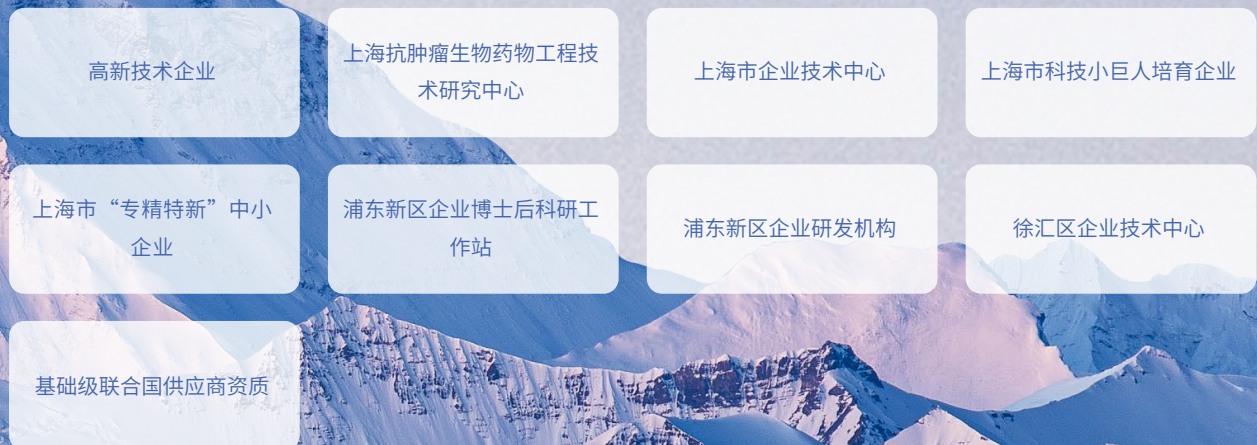 高新技术企业
上海抗肿瘤生物药物工程技
术研究中心
上海市企业技术中心
上海市科技小巨人培育企业
上海市“专精特新”中小
企业
浦东新区企业博士后科研工
作站
浦东新区企业研发机构
徐汇区企业技术中心
基础级联合国供应商资质